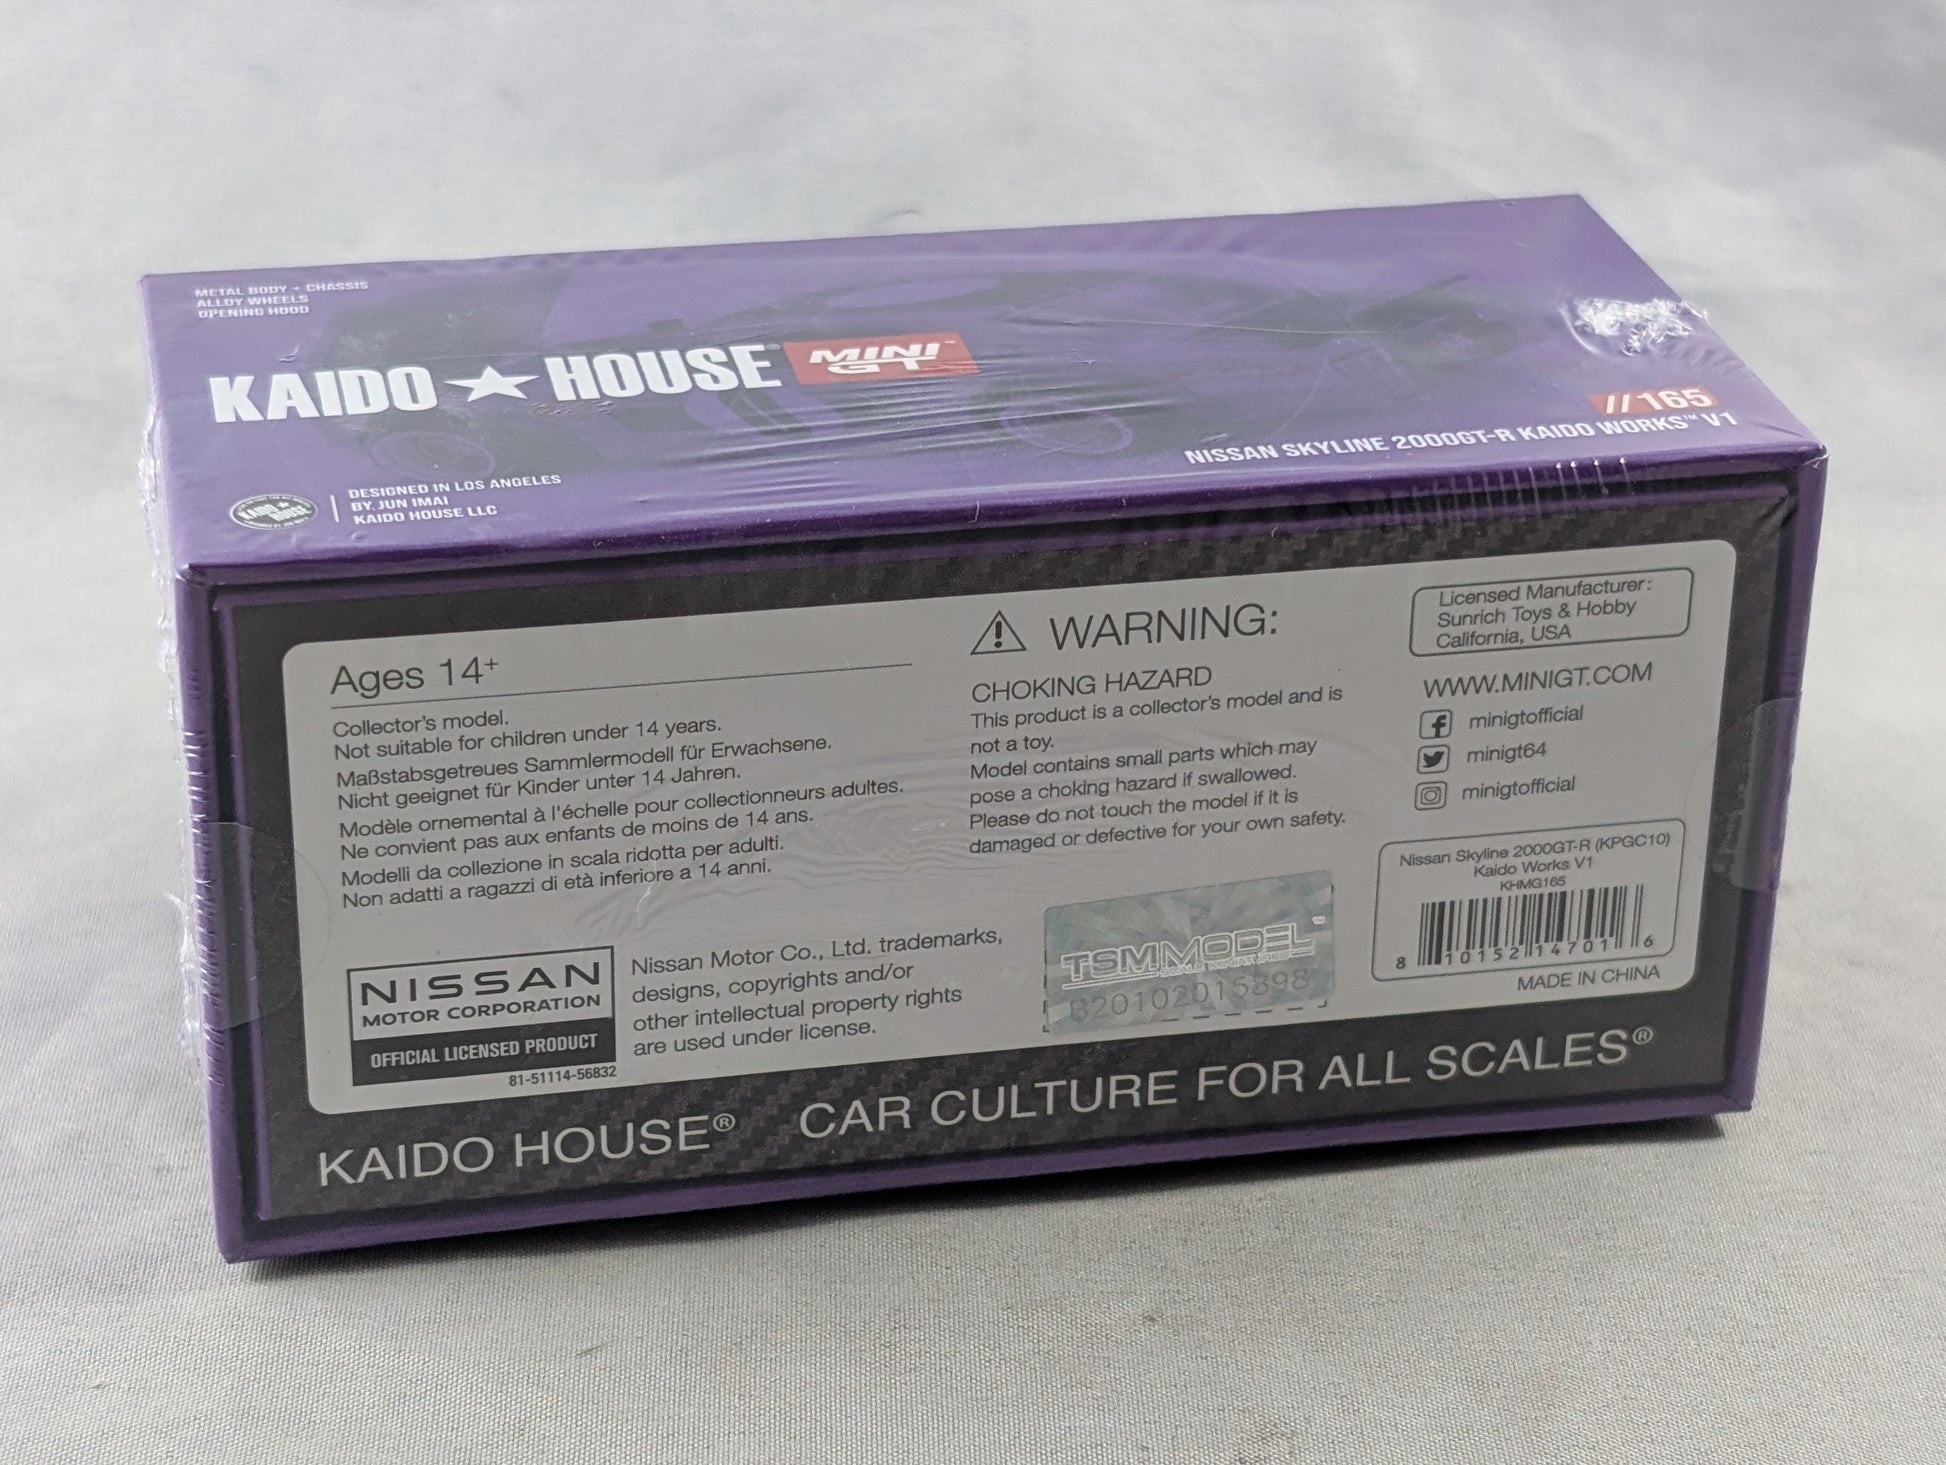 METAL BODY + CHASSIS
ALLOY WHEELS
OPENING HOOD
KAIDO★HOUSE® MINI GT™
//165
NISSAN SKYLINE 2000GT-R KAIDO WORKS™ V1
KAIDO★HOUSE
DESIGNED IN LOS ANGELES
BY JUN IMAI
KAIDO HOUSE LLC
Ages 14+
Collector's model.
Not suitable for children under 14 years.
Maßstabsgetreues Sammlermodell für Erwachsene.
Nicht geeignet für Kinder unter 14 Jahren.
Modèle ornemental à l'échelle pour collectionneurs adultes.
Ne convient pas aux enfants de moins de 14 ans.
Modelli da collezione in scala ridotta per adulti.
Non adatti a ragazzi di età inferiore a 14 anni.
NISSAN
MOTOR CORPORATION
OFFICIAL LICENSED PRODUCT
81-51114-56832
Nissan Motor Co., Ltd. trademarks,
designs, copyrights and/or
other intellectual property rights
are used under license.
WARNING:
CHOKING HAZARD
This product is a collector's model and is
not a toy.
Model contains small parts which may
pose a choking hazard if swallowed.
Please do not touch the model if it is
damaged or defective for your own safety.
TSMMODEL™
SCALE MINIATURES
B20102015898
Licensed Manufacturer:
Sunrich Toys & Hobby
California, USA
WWW.MINIGT.COM
minigtofficial
minigt64
minigtofficial
Nissan Skyline 2000GT-R (KPGC10)
Kaido Works V1
KHMG165
8 10152 14701 6
MADE IN CHINA
KAIDO HOUSE® CAR CULTURE FOR ALL SCALES®